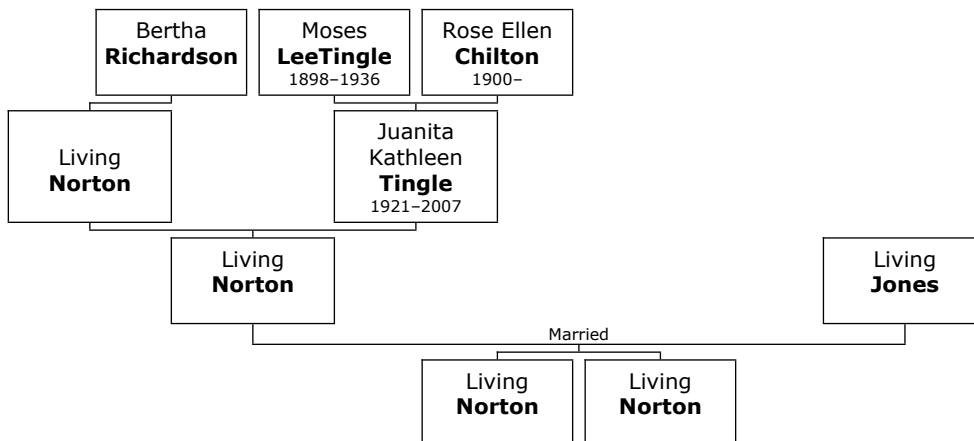 Bertha
Richardson
Moses
LeeTingle
1898–1936
Rose Ellen
Chilton
1900–
Living
Norton
Juanita
Kathleen
Tingle
1921–2007
Living
Norton
Living
Jones
Married
Living
Norton
Living
Norton